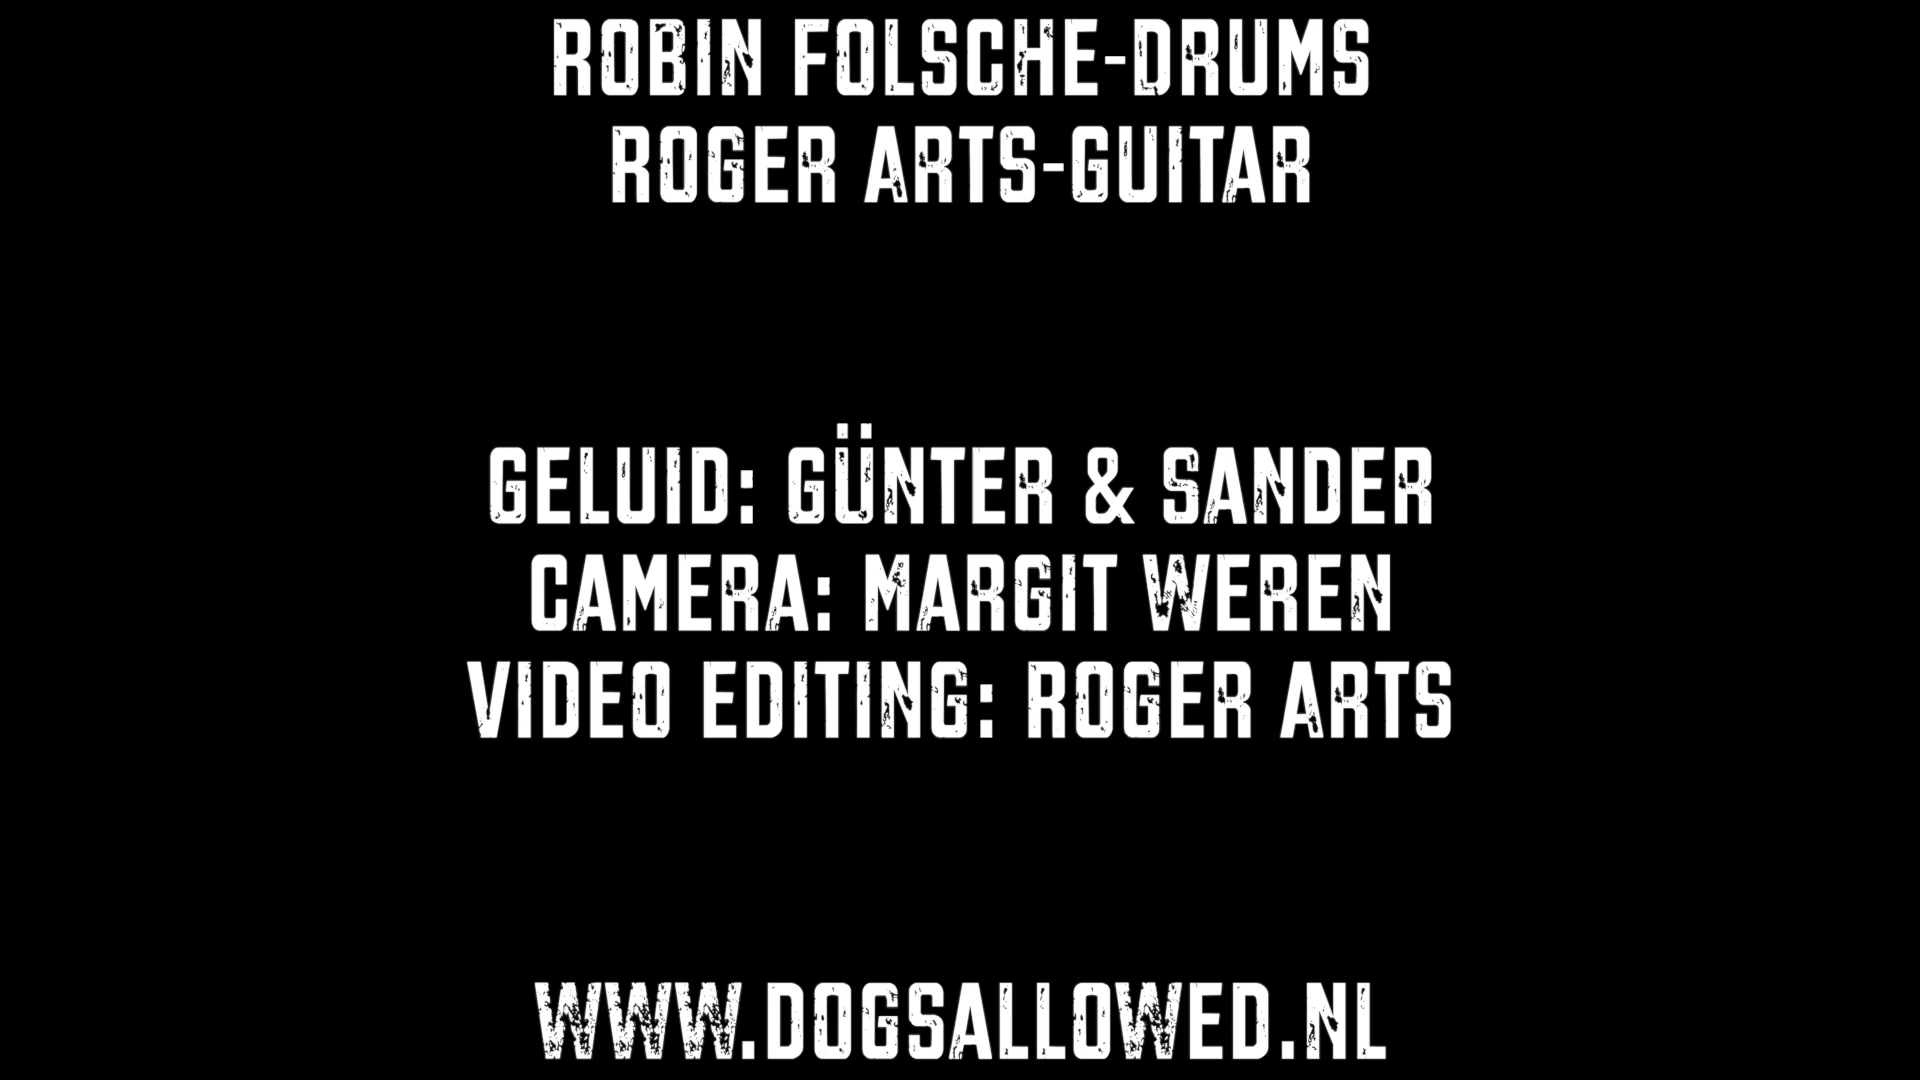 ROBIN FOLSCHE-DRUMS
ROGER ARTS-GUITAR
GELUID: GÜNTER & SANDER
CAMERA: MARGIT WEREN
VIDEO EDITING: ROGER ARTS
WWW.DOGSALLOWED.NL